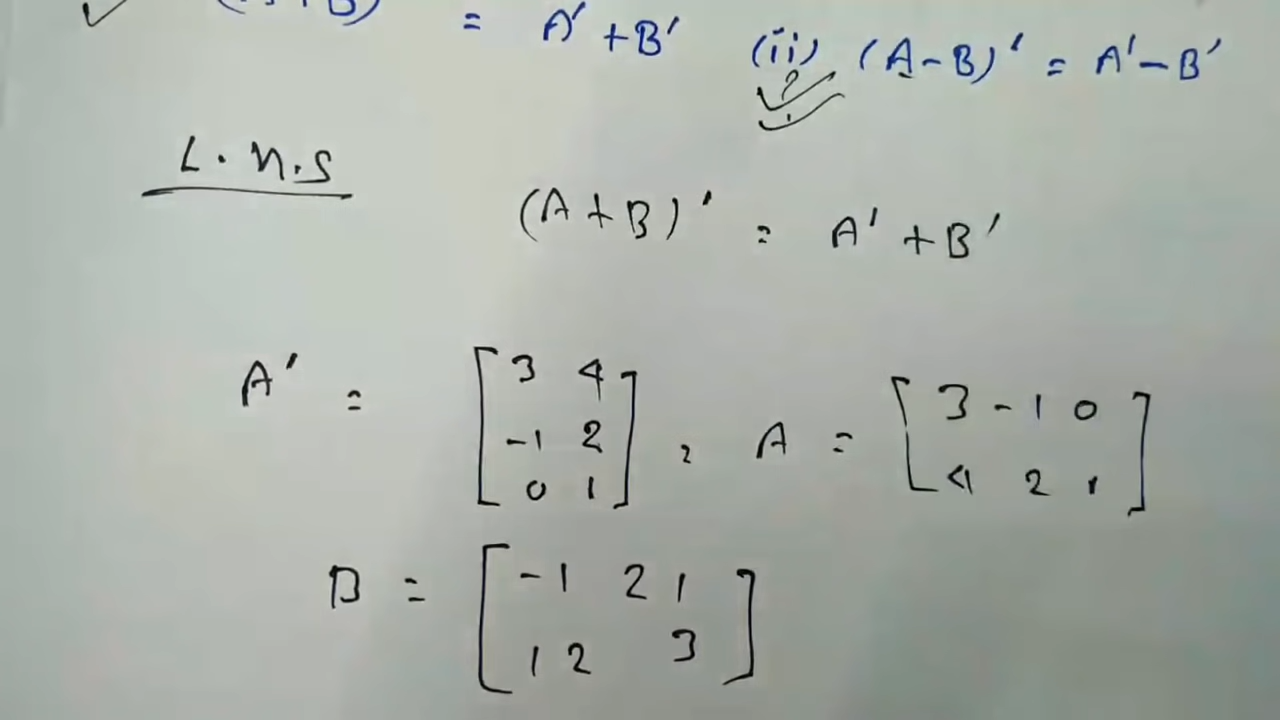 = A' + B' (ii) (A - B)' = A' - B'
L.H.S
(A + B)' = A' + B'
A' = [3 4
-1 2
0 1] , A = [3 -1 0
4 2 1]
B = [-1 2 1
1 2 3]